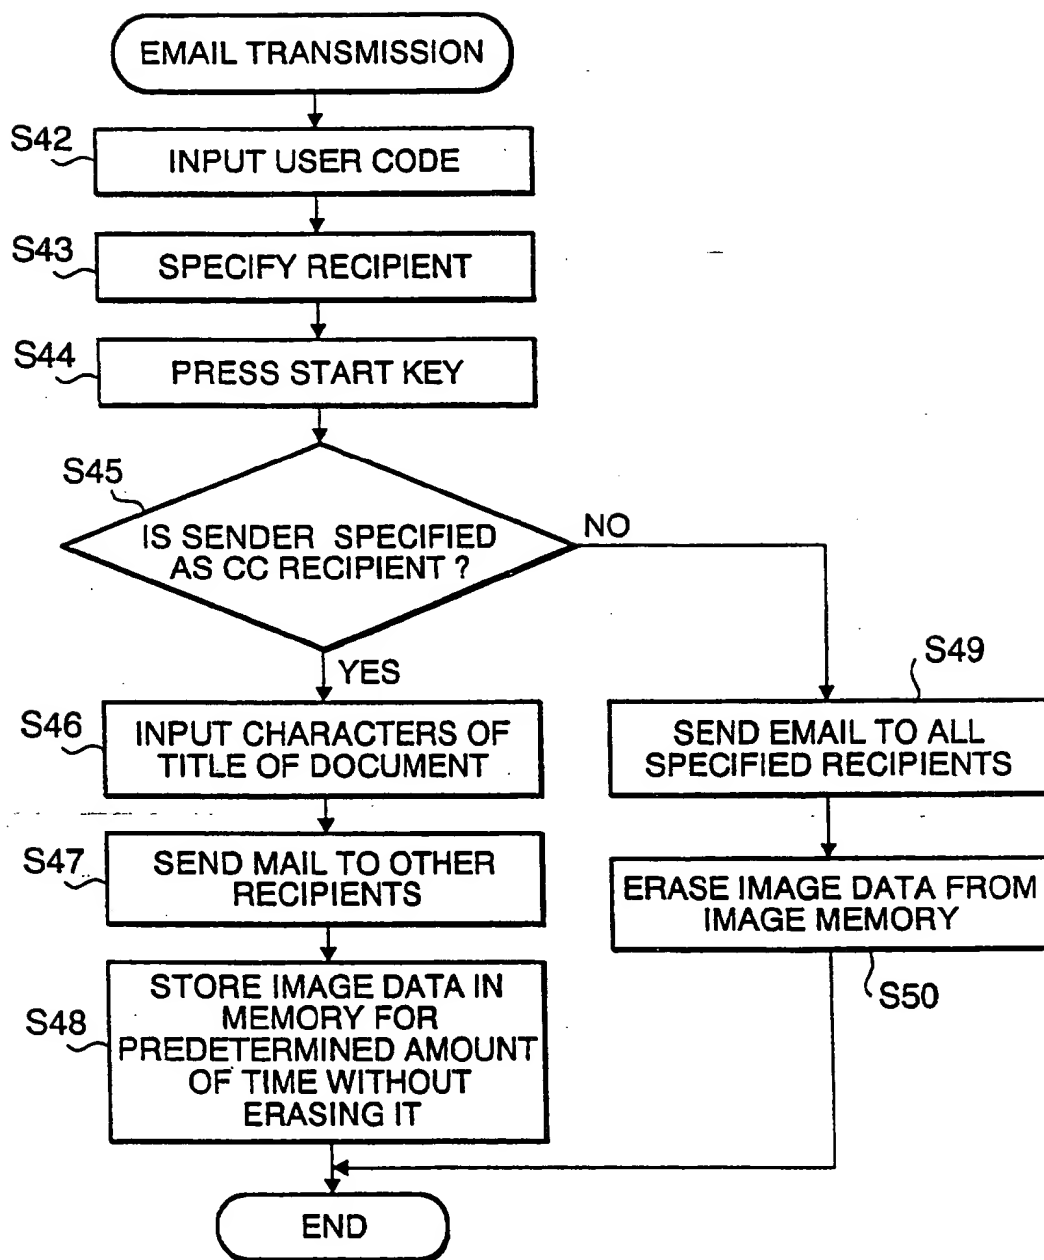 EMAIL TRANSMISSION
S42
INPUT USER CODE
S43
SPECIFY RECIPIENT
S44
PRESS START KEY
S45
IS SENDER SPECIFIED
AS CC RECIPIENT ?
NO
YES
S46
INPUT CHARACTERS OF
TITLE OF DOCUMENT
S47
SEND MAIL TO OTHER
RECIPIENTS
S48
STORE IMAGE DATA IN
MEMORY FOR
PREDETERMINED AMOUNT
OF TIME WITHOUT
ERASING IT
S49
SEND EMAIL TO ALL
SPECIFIED RECIPIENTS
ERASE IMAGE DATA FROM
IMAGE MEMORY
S50
END